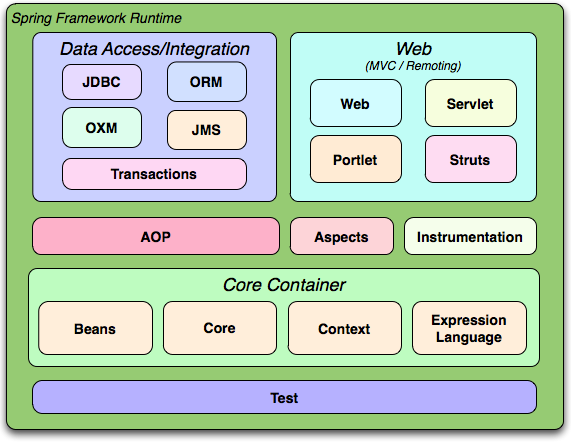 Spring Framework Runtime
Data Access/Integration
JDBC
ORM
OXM
JMS
Transactions
Web
(MVC / Remoting)
Web
Servlet
Portlet
Struts
AOP
Aspects
Instrumentation
Core Container
Beans
Core
Context
Expression
Language
Test